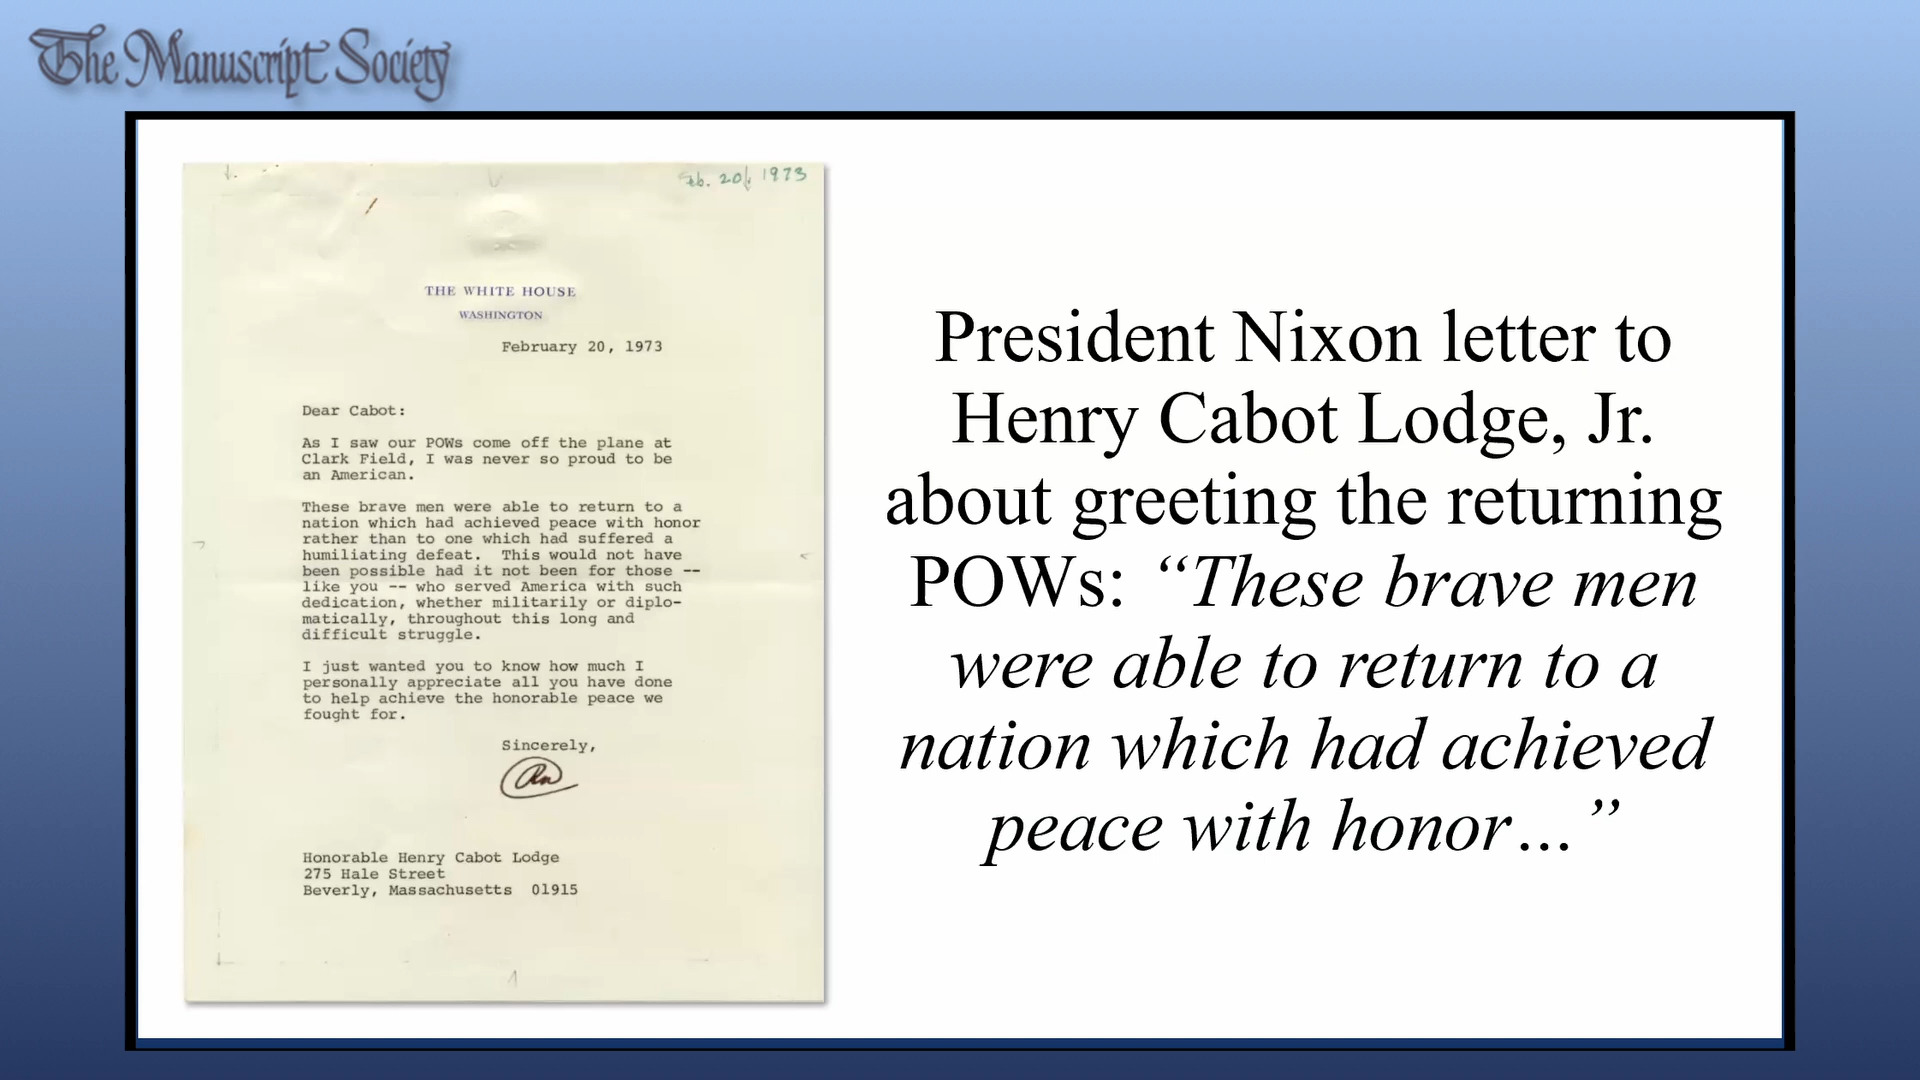 The Manuscript Society
Feb. 20, 1973
THE WHITE HOUSE
WASHINGTON
February 20, 1973
Dear Cabot:
As I saw our POWs come off the plane at
Clark Field, I was never so proud to be
an American.
These brave men were able to return to a
nation which had achieved peace with honor
rather than to one which had suffered a
humiliating defeat.  This would not have
been possible had it not been for those --
like you -- who served America with such
dedication, whether militarily or diplo-
matically, throughout this long and
difficult struggle.
I just wanted you to know how much I
personally appreciate all you have done
to help achieve the honorable peace we
fought for.
Sincerely,
RN
Honorable Henry Cabot Lodge
275 Hale Street
Beverly, Massachusetts  01915
President Nixon letter to
Henry Cabot Lodge, Jr.
about greeting the returning
POWs: “These brave men
were able to return to a
nation which had achieved
peace with honor…”